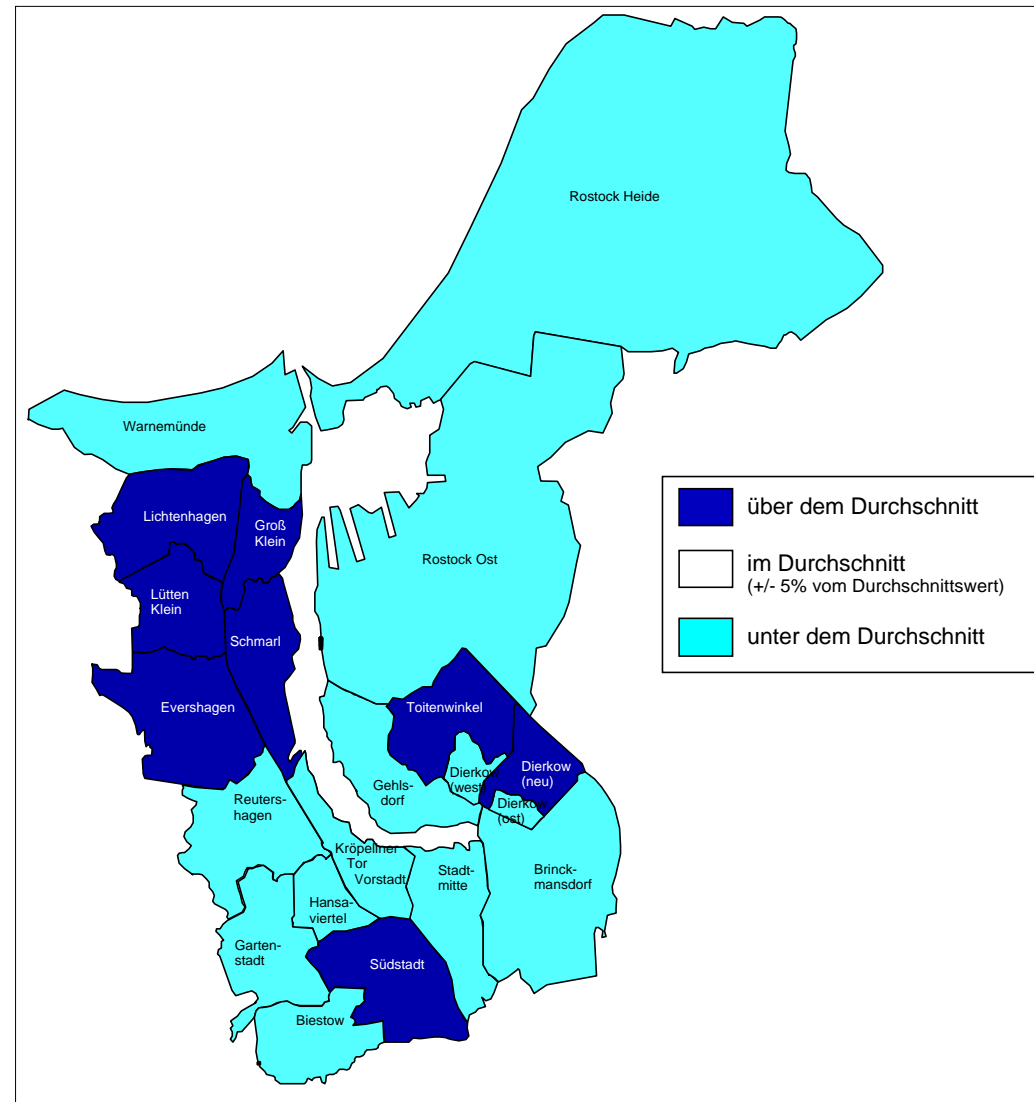 Rostock Heide
Warnemünde
Lichtenhagen
Groß
Klein
Rostock Ost
Lütten
Klein
Schmarl
Evershagen
Toitenwinkel
Dierkow
(west)
Dierkow
(neu)
Gehls-
dorf
Dierkow
(ost)
Reuters-
hagen
Kröpeliner
Tor
Vorstadt
Stadt-
mitte
Brinck-
mansdorf
Hansa-
viertel
Garten-
stadt
Südstadt
Biestow
über dem Durchschnitt
im Durchschnitt
(+/- 5% vom Durchschnittswert)
unter dem Durchschnitt